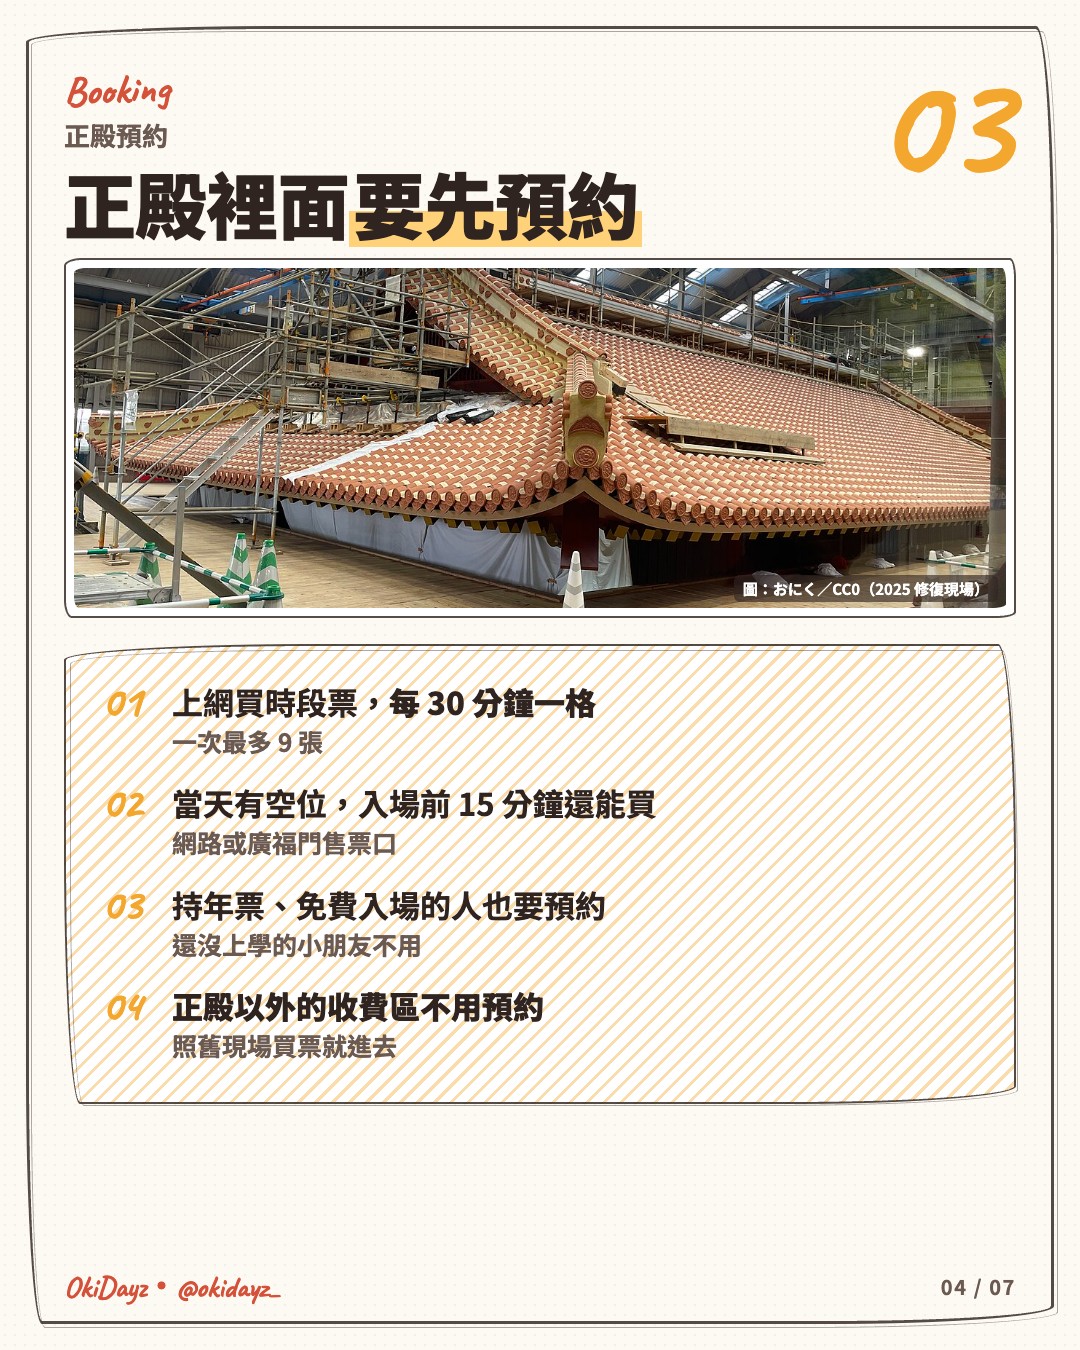 Booking
正殿預約
03
正殿裡面要先預約
圖：おにく／CC0（2025 修復現場）
01 上網買時段票，每 30 分鐘一格
一次最多 9 張
02 當天有空位，入場前 15 分鐘還能買
網路或廣福門售票口
03 持年票、免費入場的人也要預約
還沒上學的小朋友不用
04 正殿以外的收費區不用預約
照舊現場買票就進去
OkiDayz • @okidayz_
04 / 07